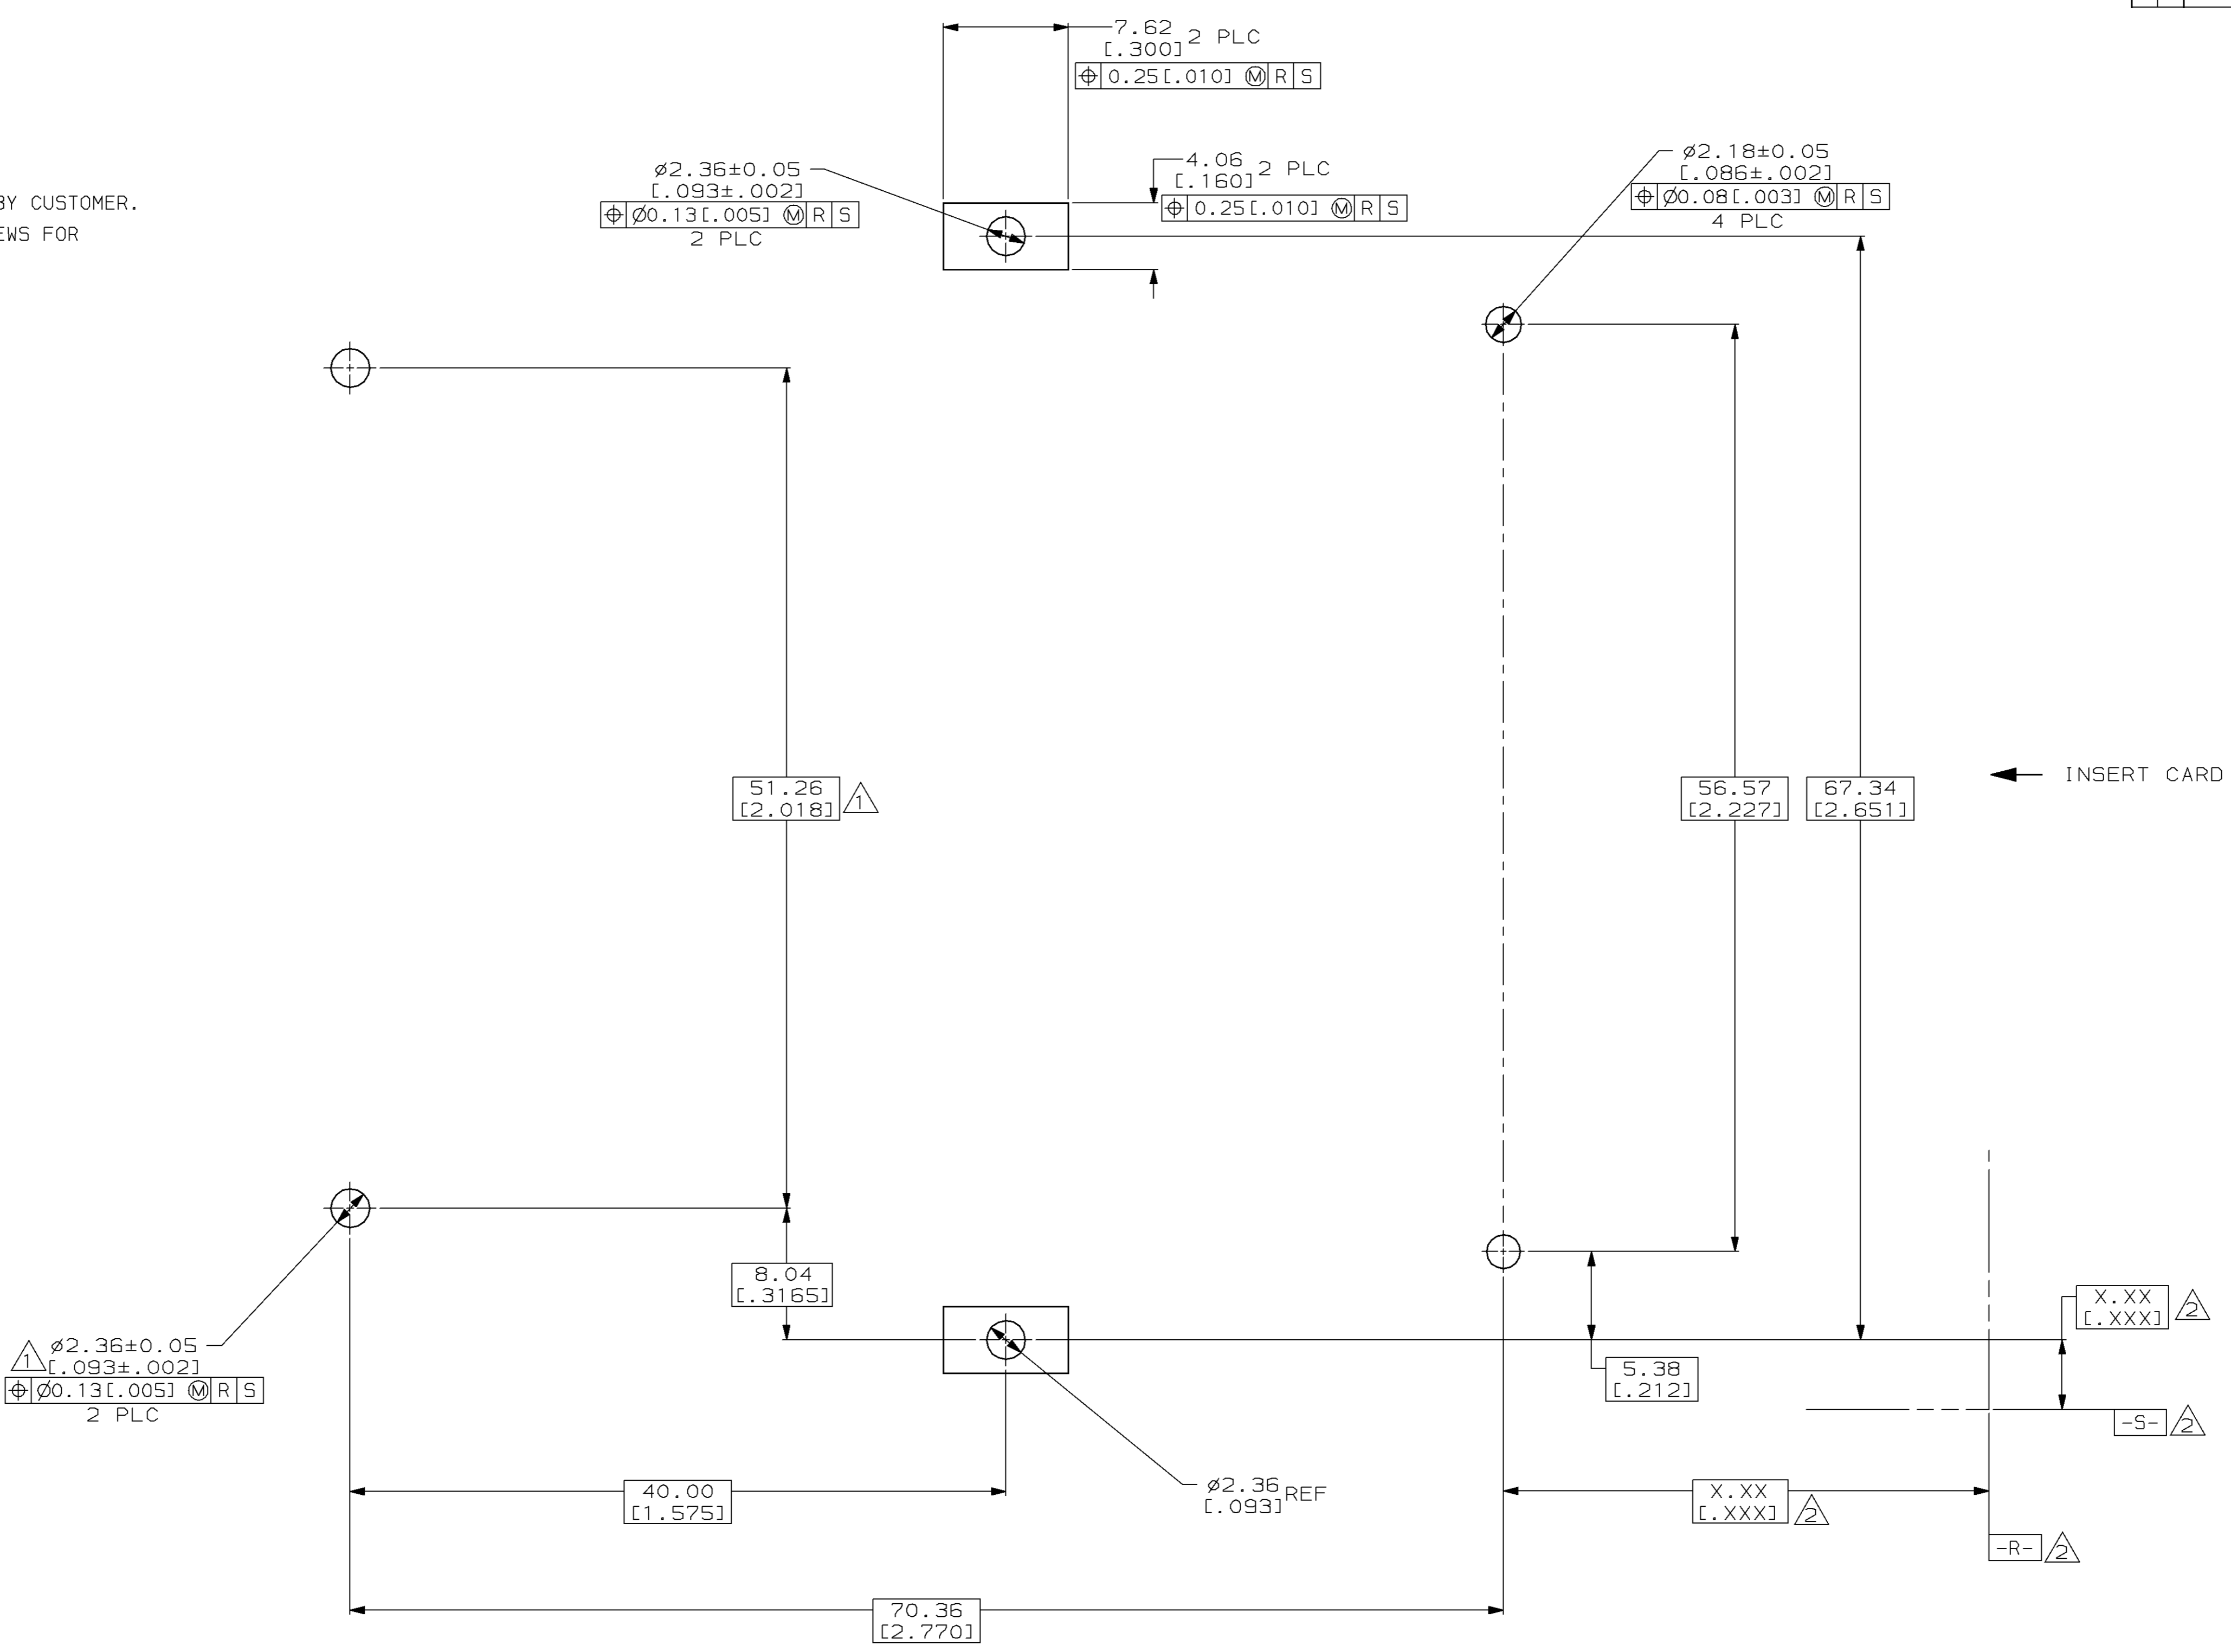 7.62
[.300] 2 PLC
⌖ 0.25[.010] Ⓜ R S
BY CUSTOMER.
EWS FOR
ø2.36±0.05
[.093±.002]
⌖ Ø0.13[.005] Ⓜ R S
2 PLC
4.06
[.160] 2 PLC
⌖ 0.25[.010] Ⓜ R S
ø2.18±0.05
[.086±.002]
⌖ Ø0.08[.003] Ⓜ R S
4 PLC
51.26
[2.018] 1
56.57
[2.227]
67.34
[2.651]
INSERT CARD
8.04
[.3165]
1 ø2.36±0.05
[.093±.002]
⌖ Ø0.13[.005] Ⓜ R S
2 PLC
5.38
[.212]
X.XX
[.XXX] 2
-S- 2
40.00
[1.575]
ø2.36
[.093] REF
X.XX
[.XXX] 2
-R- 2
70.36
[2.770]